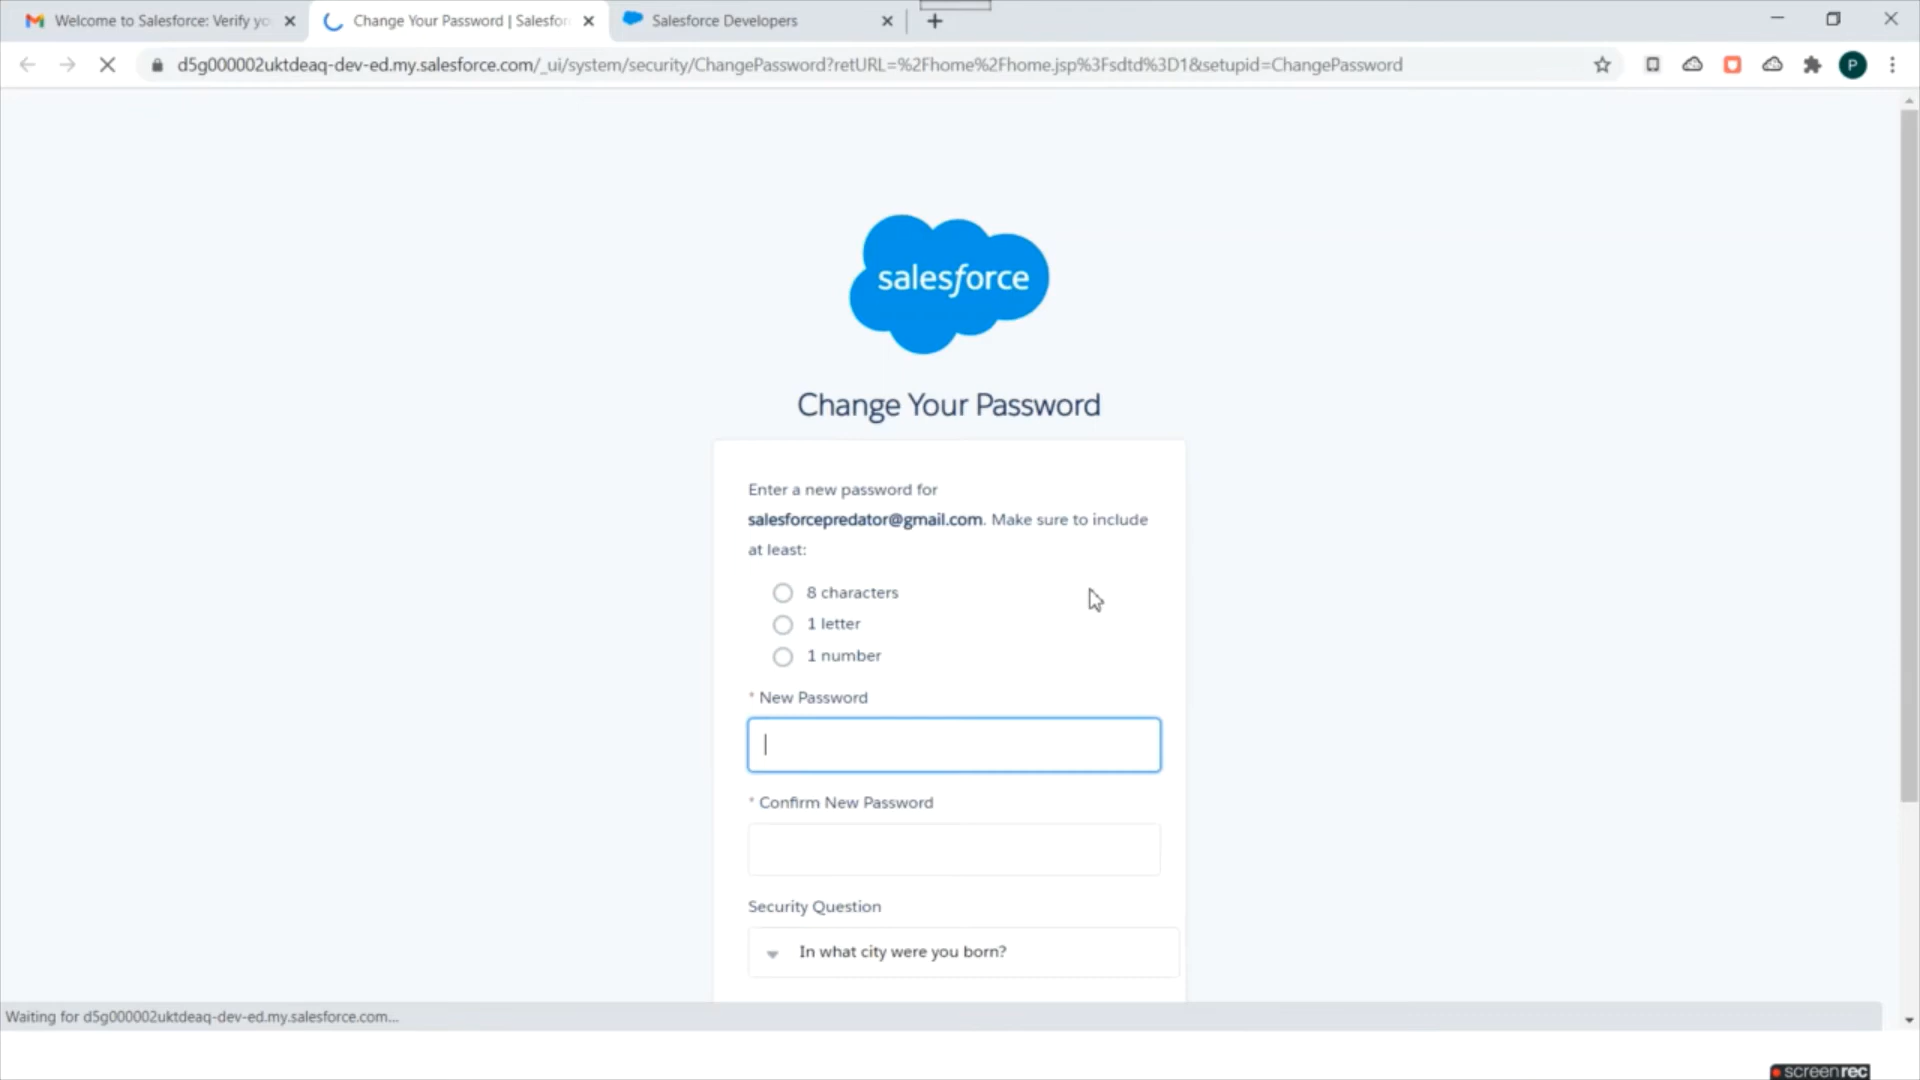 Welcome to Salesforce: Verify yo
Change Your Password | Salesfor
Salesforce Developers
d5g000002uktdeaq-dev-ed.my.salesforce.com/_ui/system/security/ChangePassword?retURL=%2Fhome%2Fhome.jsp%3Fsdtd%3D1&setupid=ChangePassword
P
salesforce
Change Your Password
Enter a new password for
salesforcepredator@gmail.com. Make sure to include
at least:
8 characters
1 letter
1 number
* New Password
* Confirm New Password
Security Question
In what city were you born?
Waiting for d5g000002uktdeaq-dev-ed.my.salesforce.com...
screenrec